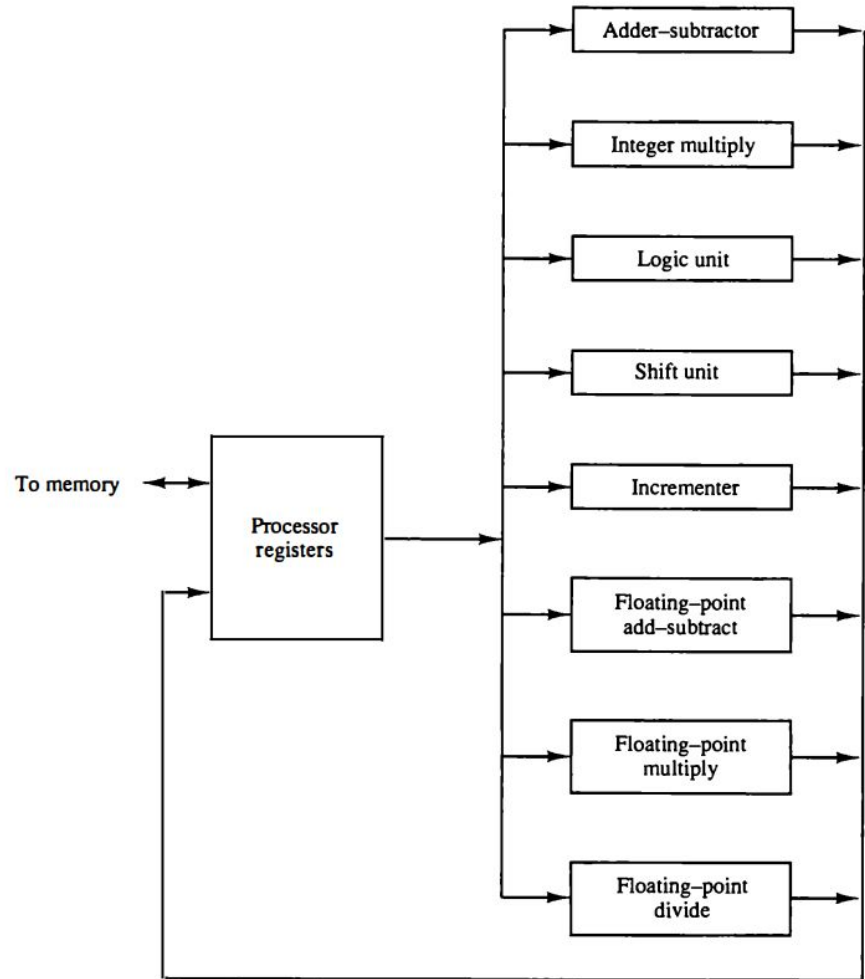 Adder–subtractor
Integer multiply
Logic unit
Shift unit
To memory
Processor
registers
Incrementer
Floating–point
add–subtract
Floating–point
multiply
Floating–point
divide